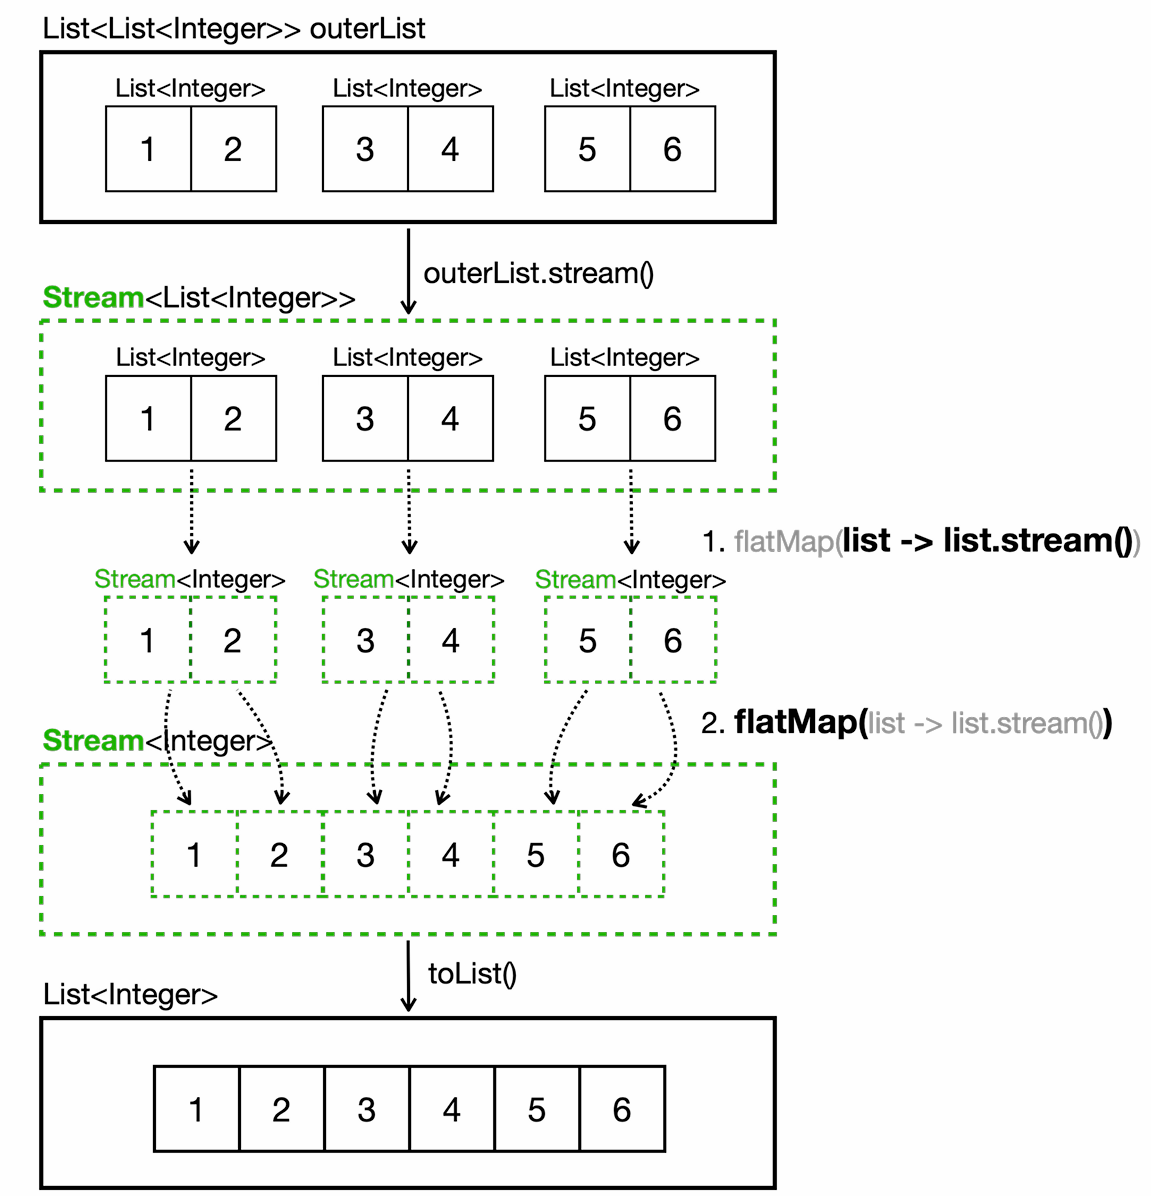 List<List<Integer>> outerList
List<Integer> List<Integer> List<Integer>
1 2 3 4 5 6
outerList.stream()
Stream<List<Integer>>
List<Integer> List<Integer> List<Integer>
1 2 3 4 5 6
1. flatMap(list -> list.stream())
Stream<Integer> Stream<Integer> Stream<Integer>
1 2 3 4 5 6
2. flatMap(list -> list.stream())
Stream<Integer>
1 2 3 4 5 6
toList()
List<Integer>
1 2 3 4 5 6